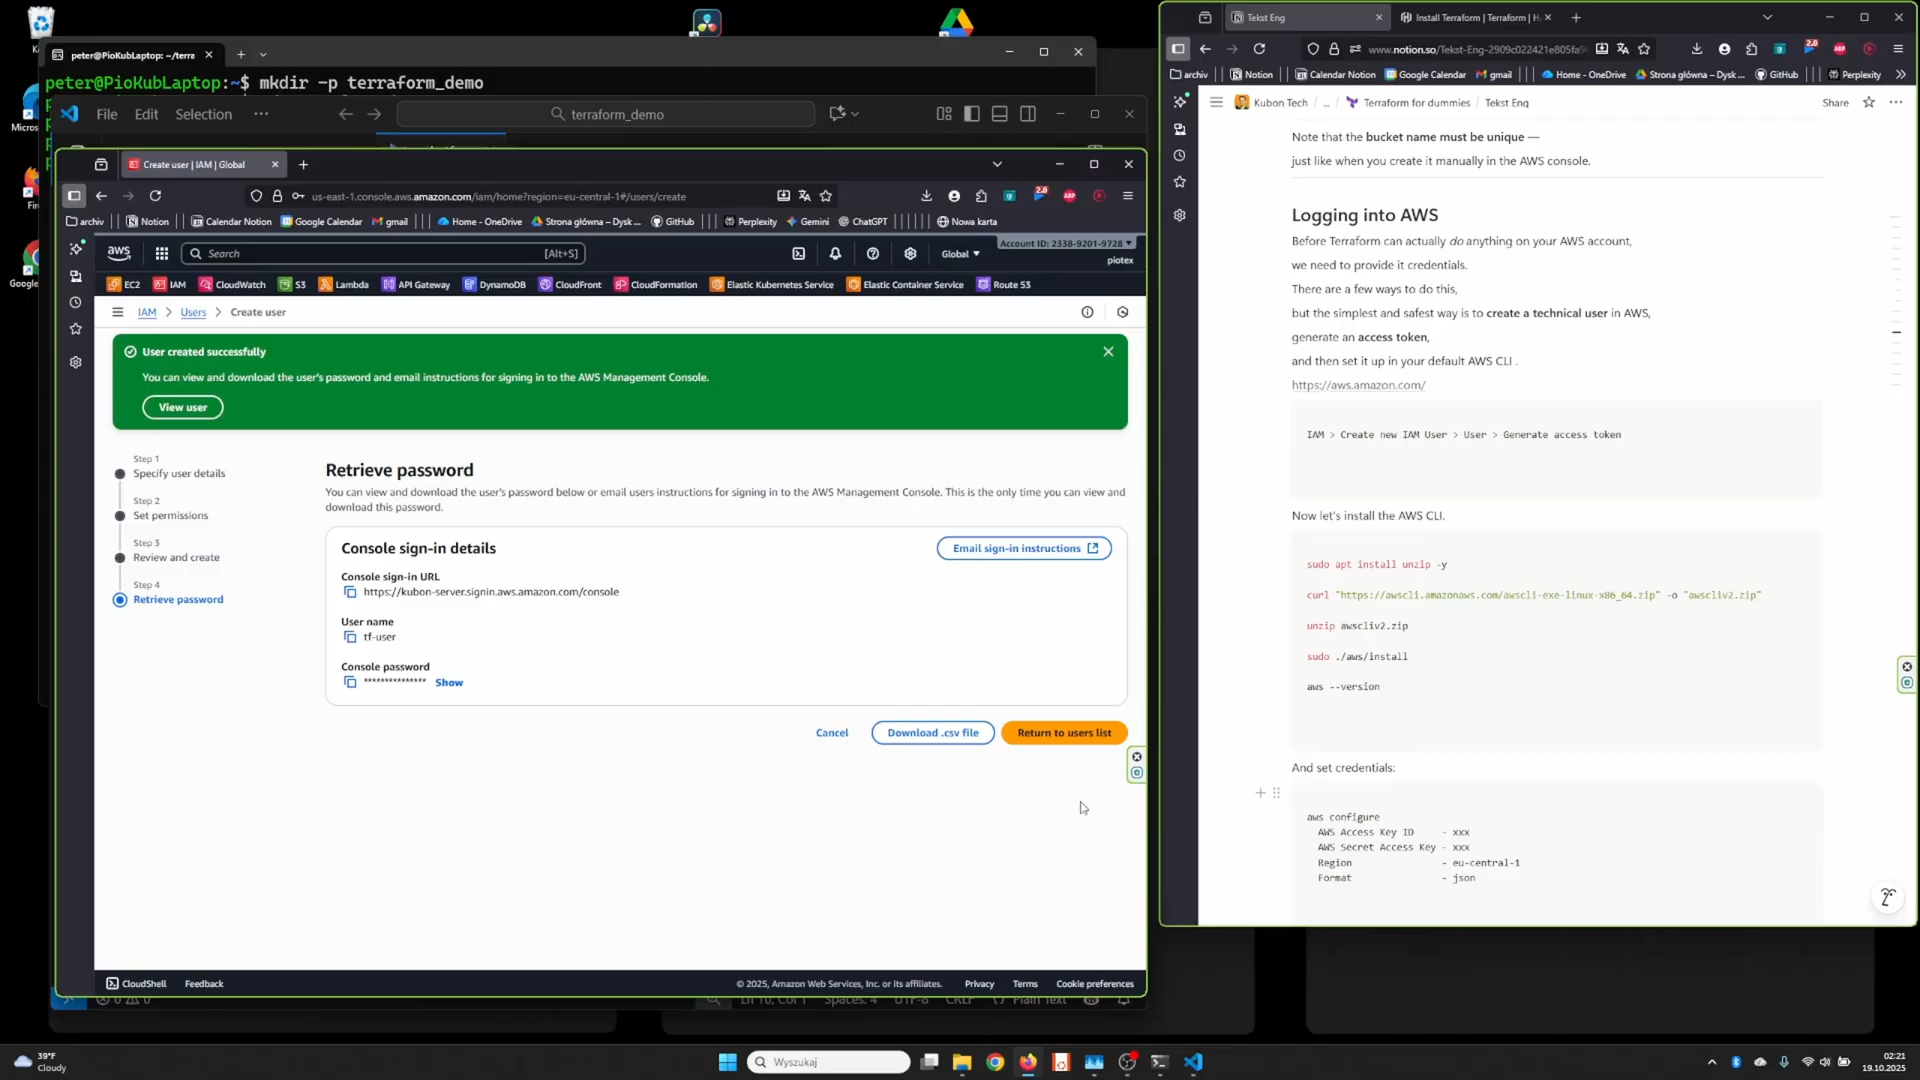 peter@PioKubLaptop: ~/terra
peter@PioKubLaptop:~$ mkdir -p terraform_demo
File Edit Selection ···
terraform_demo
Create user | IAM | Global
us-east-1.console.aws.amazon.com/iam/home?region=eu-central-1#/users/create
2.0
ABP
archiv
Notion
Calendar Notion
Google Calendar
gmail
Home - OneDrive
Strona główna – Dysk ...
GitHub
Perplexity
Gemini
ChatGPT
Nowa karta
aws
Search
[Alt+S]
Global
Account ID: 2338-9201-9728
piotex
EC2
IAM
CloudWatch
S3
Lambda
API Gateway
DynamoDB
CloudFront
CloudFormation
Elastic Kubernetes Service
Elastic Container Service
Route 53
IAM > Users > Create user
User created successfully
You can view and download the user's password and email instructions for signing in to the AWS Management Console.
View user
Step 1
Specify user details
Step 2
Set permissions
Step 3
Review and create
Step 4
Retrieve password
Retrieve password
You can view and download the user's password below or email users instructions for signing in to the AWS Management Console. This is the only time you can view and
download this password.
Console sign-in details
Email sign-in instructions
Console sign-in URL
https://kubon-server.signin.aws.amazon.com/console
User name
tf-user
Console password
*************** Show
Cancel
Download .csv file
Return to users list
CloudShell
Feedback
© 2025, Amazon Web Services, Inc. or its affiliates.
Privacy
Terms
Cookie preferences
Tekst Eng
Install Terraform | Terraform | H
www.notion.so/Tekst-Eng-2909c022421e805fa9
2.0
ABP
archiv
Notion
Calendar Notion
Google Calendar
gmail
Home - OneDrive
Strona główna – Dysk ...
GitHub
Perplexity
Kubon Tech / ... / Terraform for dummies / Tekst Eng
Share
Note that the bucket name must be unique —
just like when you create it manually in the AWS console.
Logging into AWS
Before Terraform can actually do anything on your AWS account,
we need to provide it credentials.
There are a few ways to do this,
but the simplest and safest way is to create a technical user in AWS,
generate an access token,
and then set it up in your default AWS CLI .
https://aws.amazon.com/
IAM > Create new IAM User > User > Generate access token
Now let's install the AWS CLI.
sudo apt install unzip -y
curl "https://awscli.amazonaws.com/awscli-exe-linux-x86_64.zip" -o "awscliv2.zip"
unzip awscliv2.zip
sudo ./aws/install
aws --version
And set credentials:
aws configure
AWS Access Key ID - xxx
AWS Secret Access Key - xxx
Region - eu-central-1
Format - json
39°F
Cloudy
Wyszukaj
02:21
19.10.2025